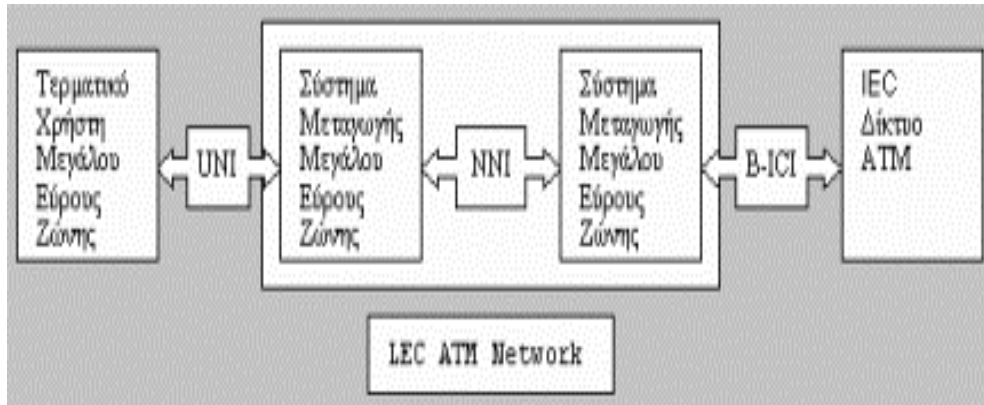 Τερματικό
Χρήστη
Μεγάλου
Εύρους
Ζώνης
UNI
Σύστημα
Μεταγωγής
Μεγάλου
Εύρους
Ζώνης
NNI
Σύστημα
Μεταγωγής
Μεγάλου
Εύρους
Ζώνης
B-ICI
IEC
Δίκτυο
ATM
LEC ATM Network